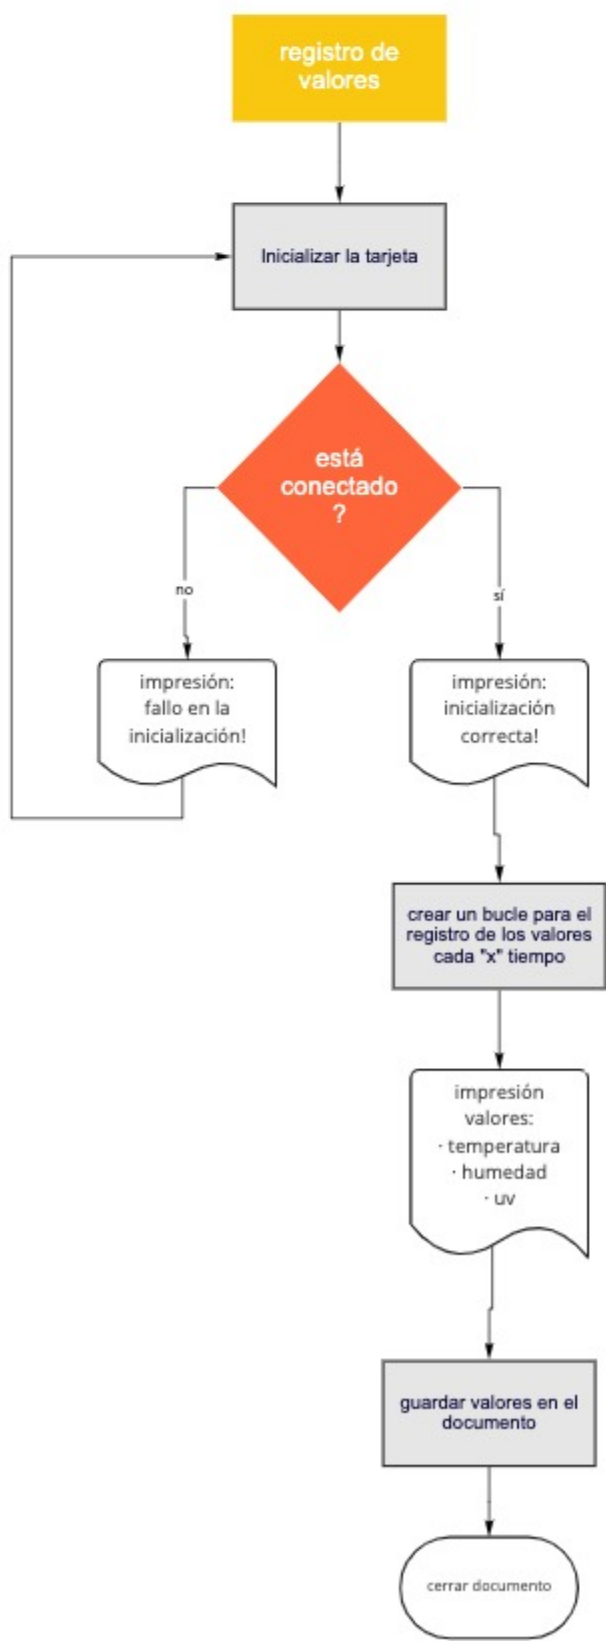 registro de
valores
Inicializar la tarjeta
está
conectado
?
no
sí
impresión:
fallo en la
inicialización!
impresión:
inicialización
correcta!
crear un bucle para el
registro de los valores
cada "x" tiempo
impresión
valores:
· temperatura
· humedad
· uv
guardar valores en el
documento
cerrar documento